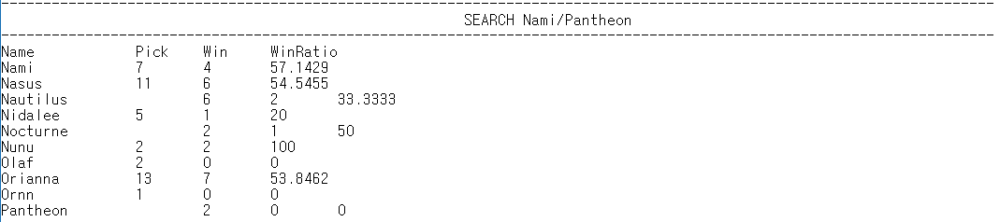 SEARCH Nami/Pantheon
Name Pick Win WinRatio
Nami 7 4 57.1429
Nasus 11 6 54.5455
Nautilus 6 2 33.3333
Nidalee 5 1 20
Nocturne 2 1 50
Nunu 2 2 100
Olaf 2 0 0
Orianna 13 7 53.8462
Ornn 1 0 0
Pantheon 2 0 0